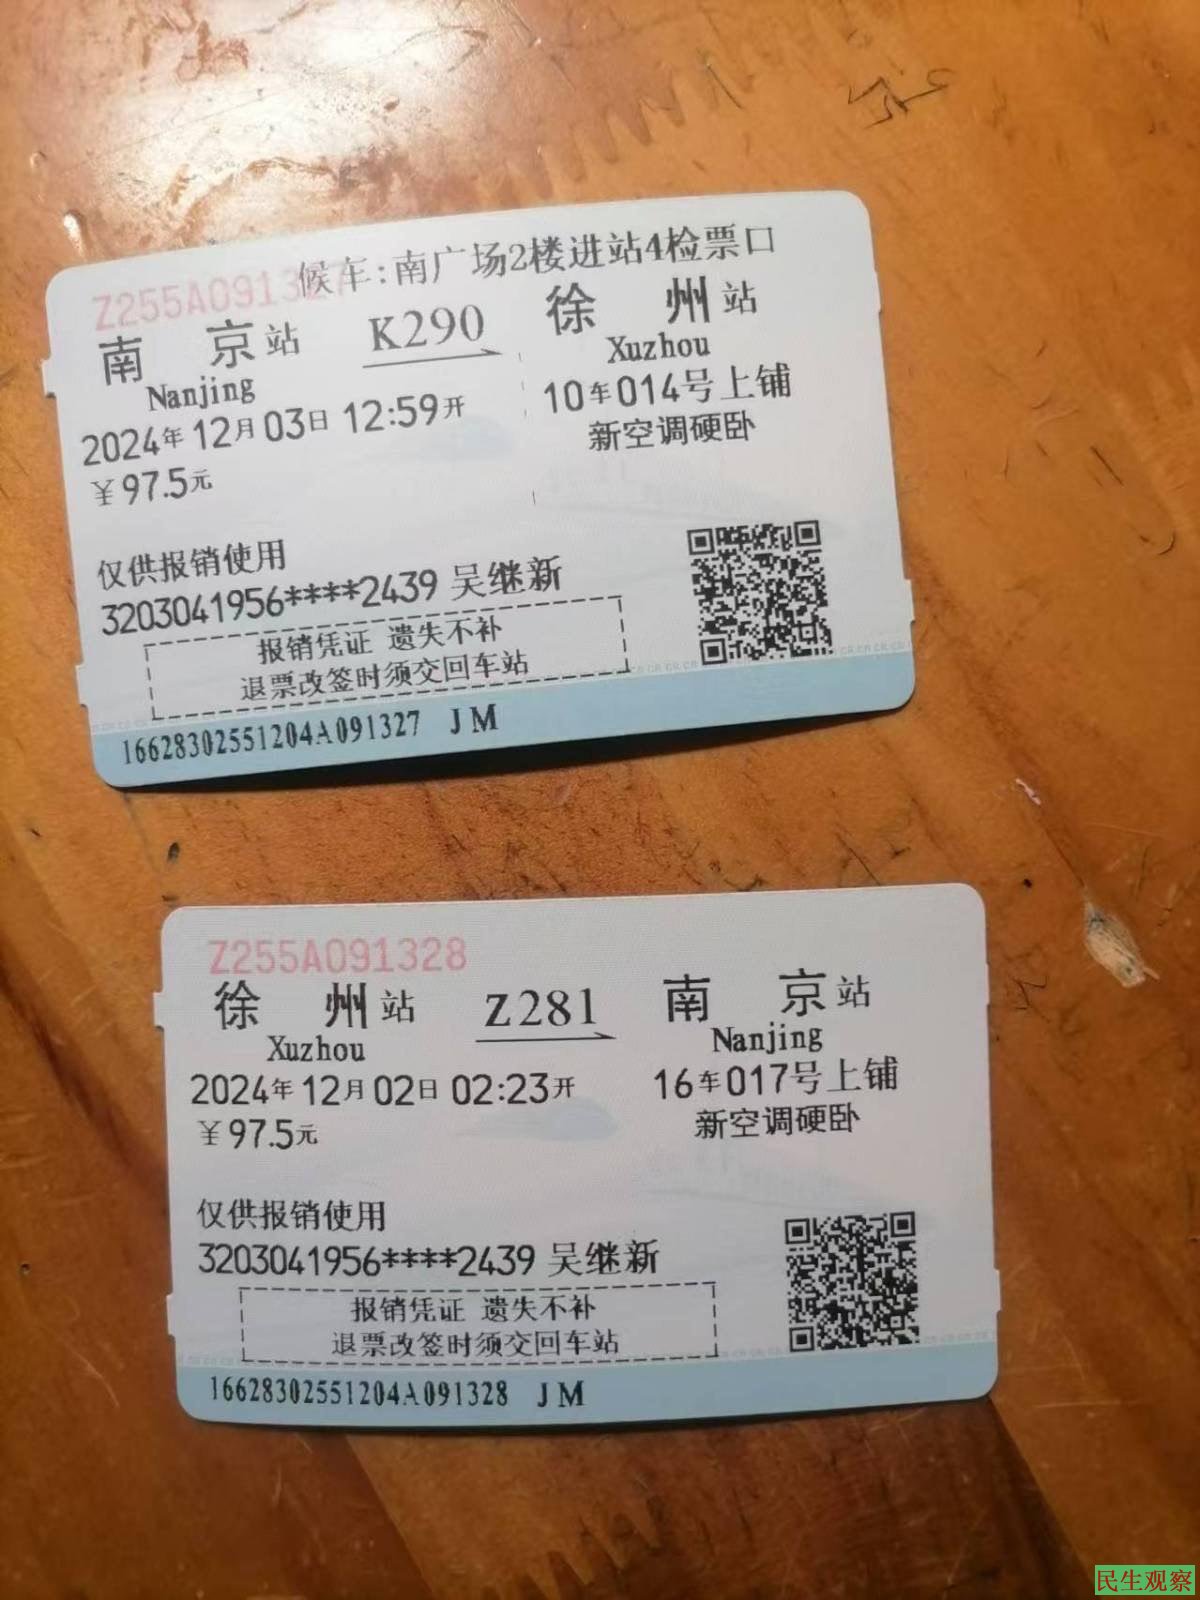 候车:南广场2楼进站4检票口
Z255A091327
南京站 K290 徐州站
Nanjing Xuzhou
2024年12月03日 12:59开 10车014号上铺
¥97.5元 新空调硬卧
仅供报销使用
3203041956****2439 吴继新
报销凭证 遗失不补
退票改签时须交回车站
16628302551204A091327 JM
Z255A091328
徐州站 Z281 南京站
Xuzhou Nanjing
2024年12月02日 02:23开 16车017号上铺
¥97.5元 新空调硬卧
仅供报销使用
3203041956****2439 吴继新
报销凭证 遗失不补
退票改签时须交回车站
16628302551204A091328 JM
民生观察